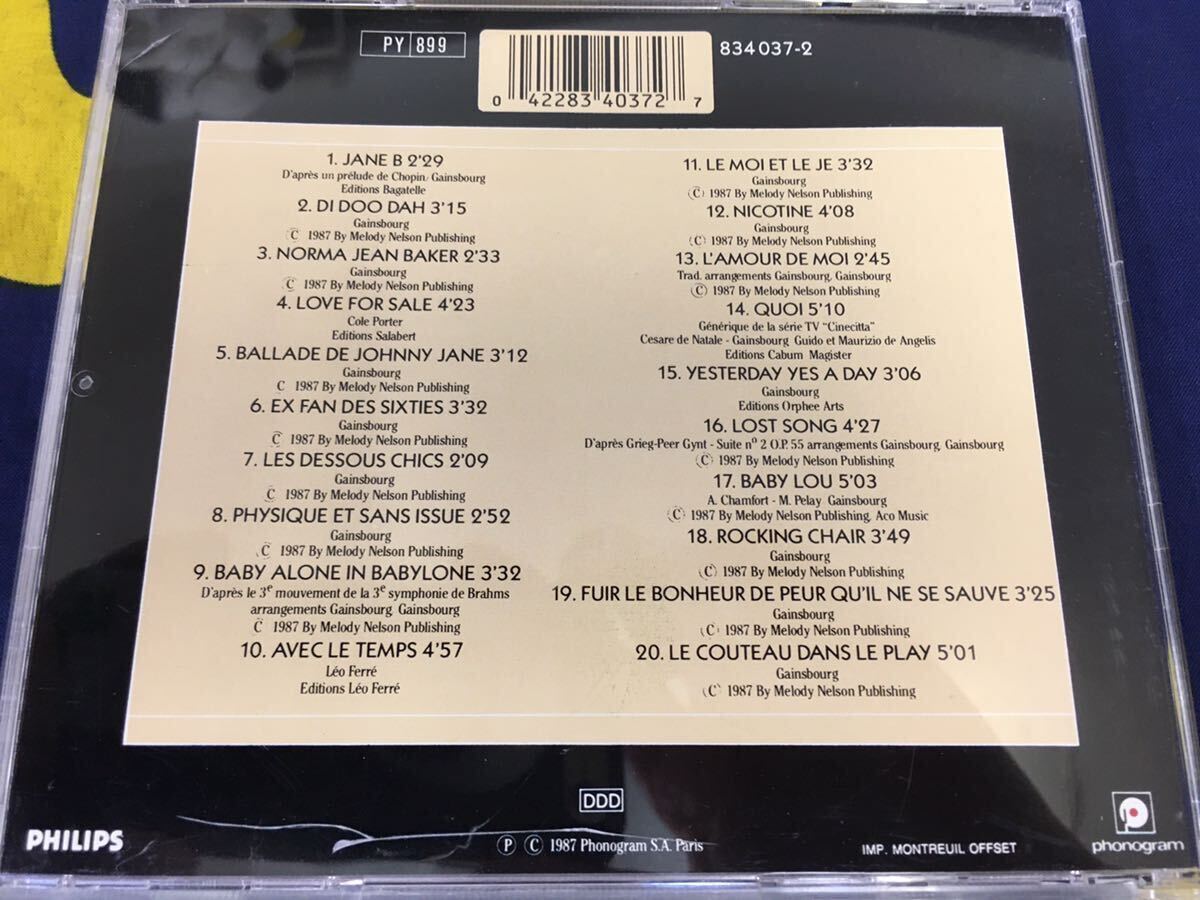 PY 899
834 037-2
0 42283 40372 7
1. JANE B 2'29
D'après un prélude de Chopin/Gainsbourg
Editions Bagatelle
2. DI DOO DAH 3'15
Gainsbourg
© 1987 By Melody Nelson Publishing
3. NORMA JEAN BAKER 2'33
Gainsbourg
© 1987 By Melody Nelson Publishing
4. LOVE FOR SALE 4'23
Cole Porter
Editions Salabert
5. BALLADE DE JOHNNY JANE 3'12
Gainsbourg
C 1987 By Melody Nelson Publishing
6. EX FAN DES SIXTIES 3'32
Gainsbourg
© 1987 By Melody Nelson Publishing
7. LES DESSOUS CHICS 2'09
Gainsbourg
© 1987 By Melody Nelson Publishing
8. PHYSIQUE ET SANS ISSUE 2'52
Gainsbourg
© 1987 By Melody Nelson Publishing
9. BABY ALONE IN BABYLONE 3'32
D'après le 3e mouvement de la 3e symphonie de Brahms
arrangements Gainsbourg, Gainsbourg
© 1987 By Melody Nelson Publishing
10. AVEC LE TEMPS 4'57
Léo Ferré
Editions Léo Ferré
11. LE MOI ET LE JE 3'32
Gainsbourg
© 1987 By Melody Nelson Publishing
12. NICOTINE 4'08
Gainsbourg
© 1987 By Melody Nelson Publishing
13. L'AMOUR DE MOI 2'45
Trad. arrangements Gainsbourg, Gainsbourg
© 1987 By Melody Nelson Publishing
14. QUOI 5'10
Générique de la série TV "Cinecitta"
Cesare de Natale - Gainsbourg Guido et Maurizio de Angelis
Editions Cabum Magister
15. YESTERDAY YES A DAY 3'06
Gainsbourg
Editions Orphee Arts
16. LOST SONG 4'27
D'après Grieg-Peer Gynt - Suite no 2 O.P. 55 arrangements Gainsbourg, Gainsbourg
© 1987 By Melody Nelson Publishing
17. BABY LOU 5'03
A. Chamfort - M. Pelay Gainsbourg
© 1987 By Melody Nelson Publishing, Aco Music
18. ROCKING CHAIR 3'49
Gainsbourg
© 1987 By Melody Nelson Publishing
19. FUIR LE BONHEUR DE PEUR QU'IL NE SE SAUVE 3'25
Gainsbourg
© 1987 By Melody Nelson Publishing
20. LE COUTEAU DANS LE PLAY 5'01
Gainsbourg
© 1987 By Melody Nelson Publishing
DDD
PHILIPS
Ⓟ © 1987 Phonogram S.A. Paris
IMP. MONTREUIL OFFSET
phonogram